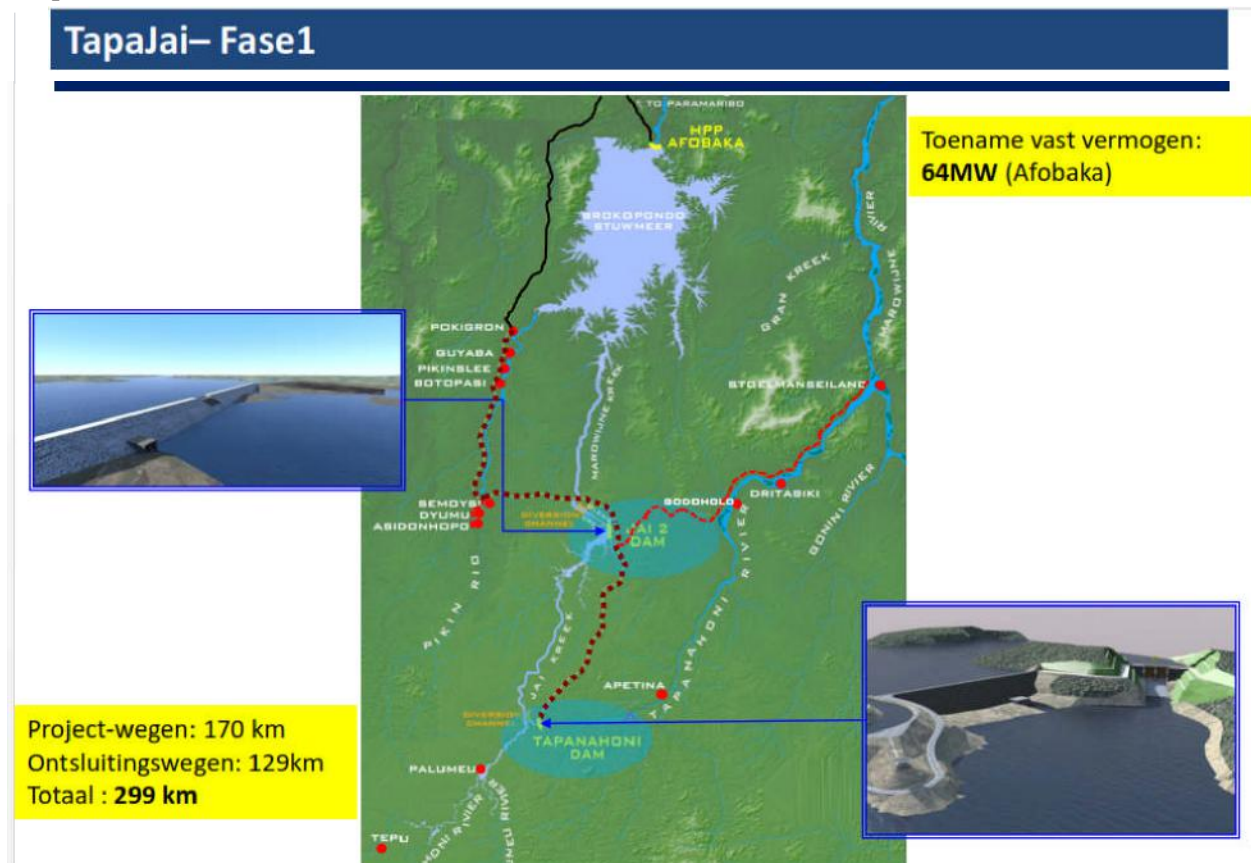 TapaJai– Fase1
TO PARAMARIBO
HPP
AFOBAKA
Toename vast vermogen:
64MW (Afobaka)
BROKOPONDO
STUWMEER
MAROWIJNE RIVIER
GRAN KREEK
POKIGRON
GUYABA
PIKINSLEE
BOTOPASI
MAROWIJNE KREEK
STOELMANSEILAND
GONINI RIVIER
DRITABIKI
GODOHOLO
SEMOYSI
DYUMU
ASIDONHOPO
DIVERSION
CHANNEL
JAI 2
DAM
PIKIN RIO
JAI KREEK
TAPANAHONI RIVIER
APETINA
DIVERSION
CHANNEL
TAPANAHONI
DAM
PALUMEU
TEPU
Project-wegen: 170 km
Ontsluitingswegen: 129km
Totaal : 299 km